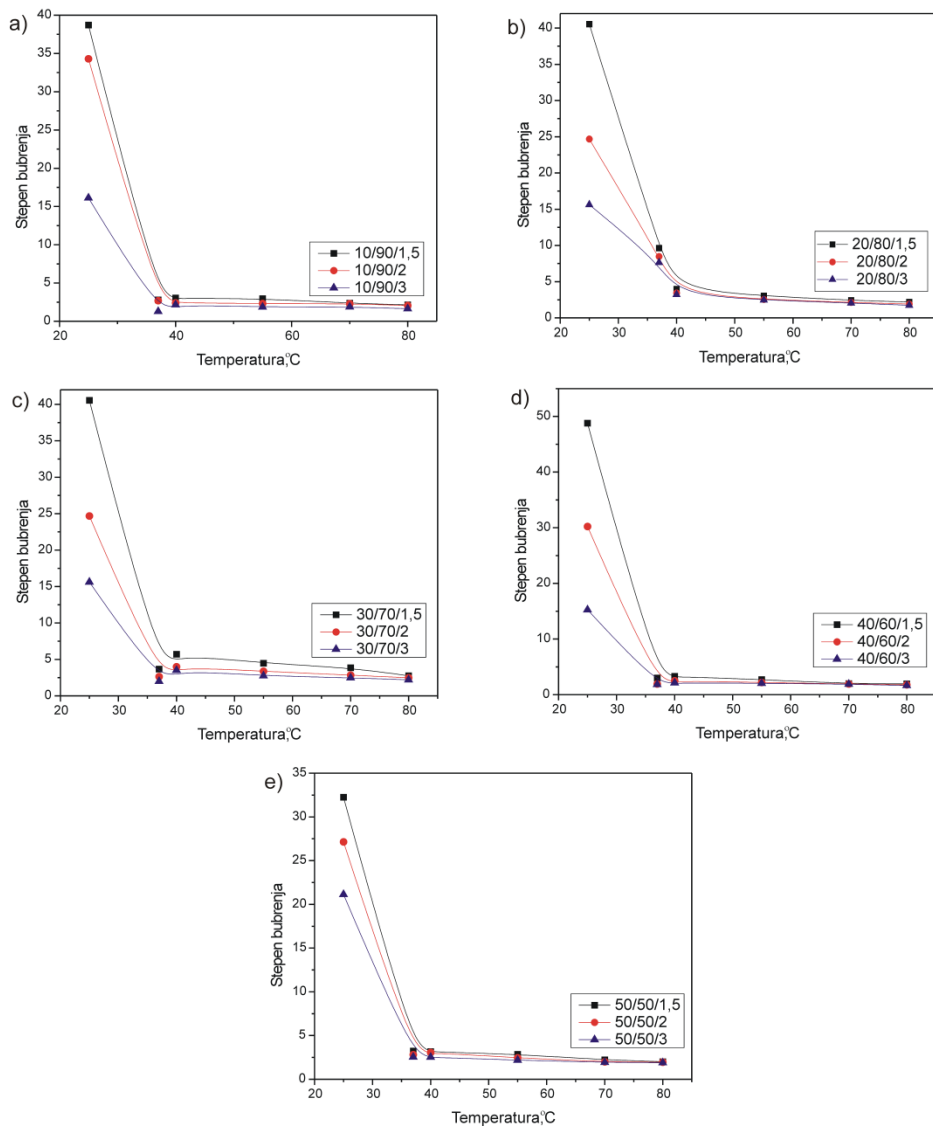 a)
40
35
30
25
20
15
10
5
0
Stepen bubrenja
10/90/1,5
10/90/2
10/90/3
20 40 60 80
Temperatura,°C
b)
40
35
30
25
20
15
10
5
0
Stepen bubrenja
20/80/1,5
20/80/2
20/80/3
20 30 40 50 60 70 80
Temperatura,°C
c)
40
35
30
25
20
15
10
5
0
Stepen bubrenja
30/70/1,5
30/70/2
30/70/3
20 30 40 50 60 70 80
Temperatura,°C
d)
50
40
30
20
10
0
Stepen bubrenja
40/60/1,5
40/60/2
40/60/3
20 30 40 50 60 70 80
Temperatura,°C
e)
35
30
25
20
15
10
5
0
Stepen bubrenja
50/50/1,5
50/50/2
50/50/3
20 30 40 50 60 70 80
Temperatura,°C